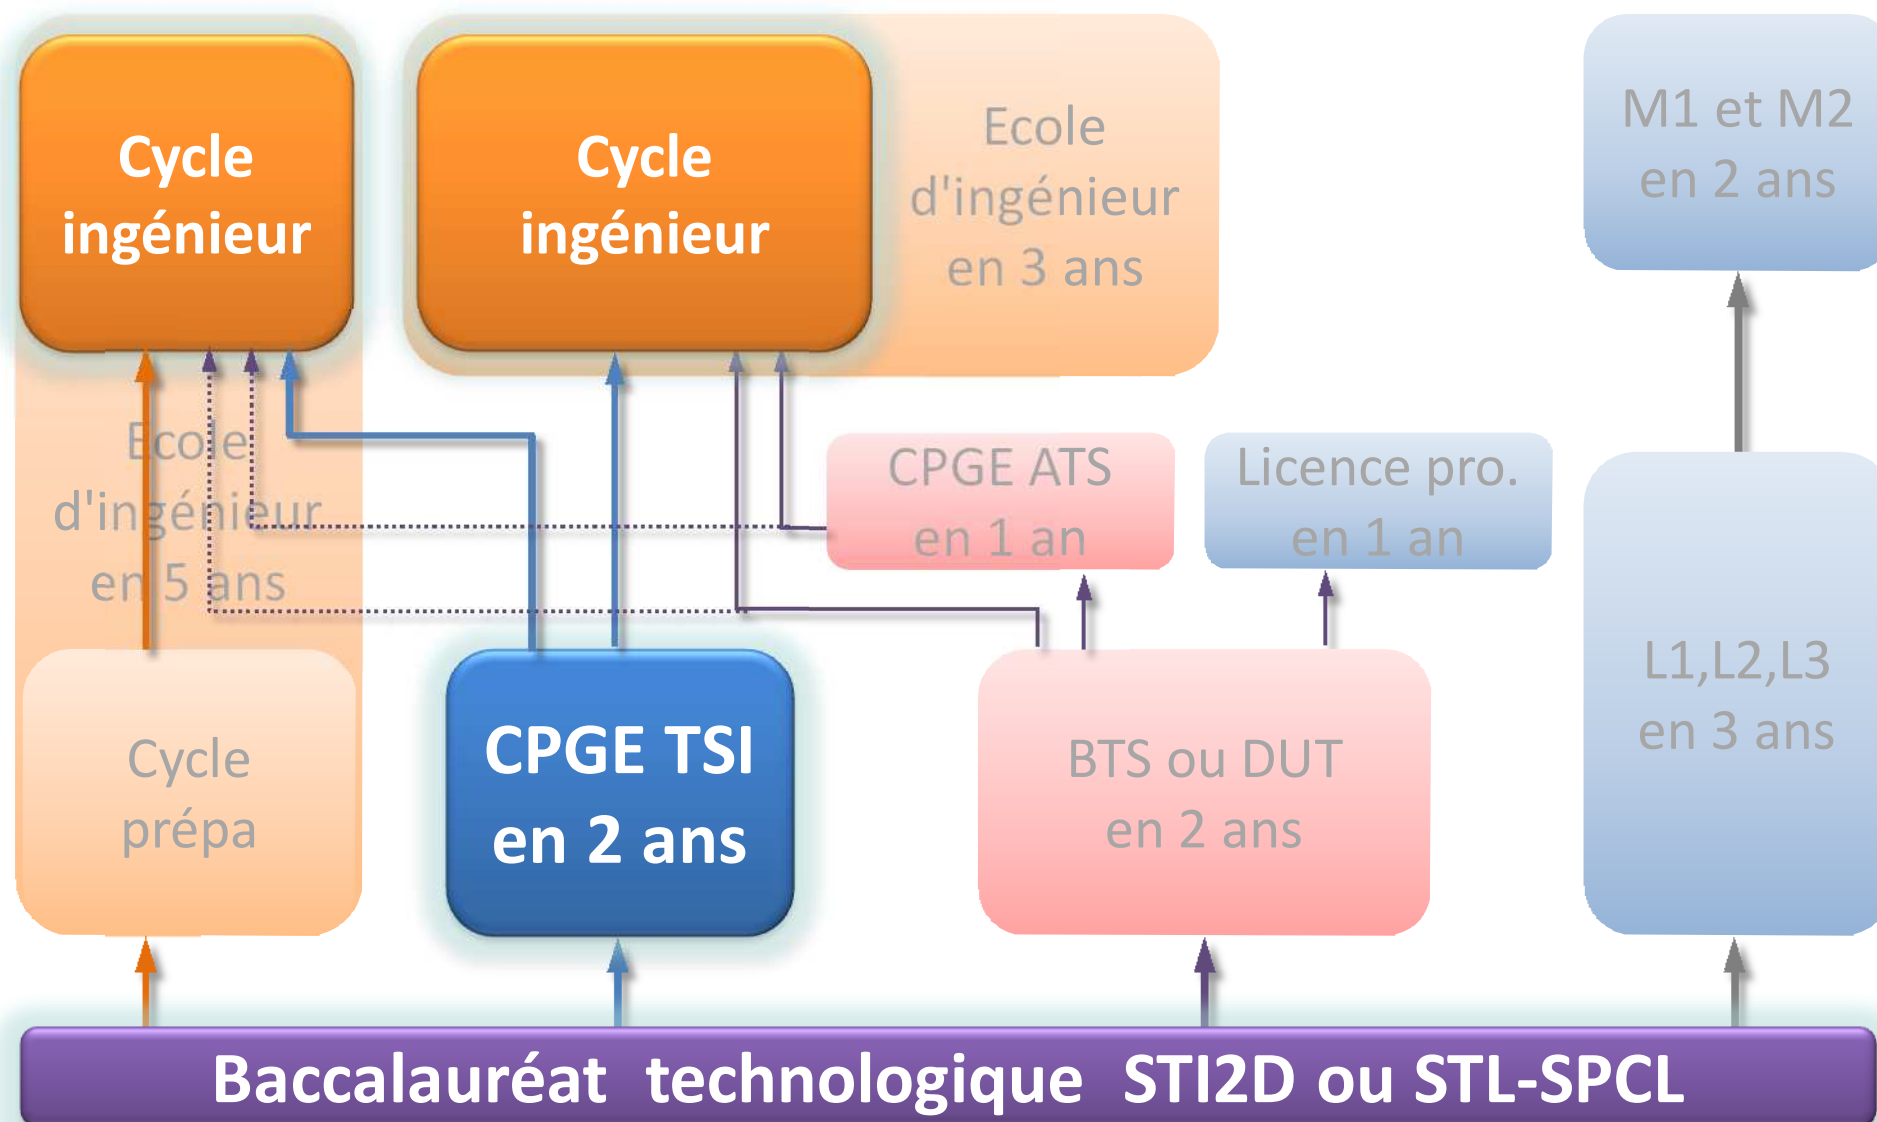 Cycle
ingénieur
Cycle
ingénieur
Ecole
d'ingénieur
en 3 ans
M1 et M2
en 2 ans
Ecole
d'ingénieur
en 5 ans
CPGE ATS
en 1 an
Licence pro.
en 1 an
Cycle
prépa
CPGE TSI
en 2 ans
BTS ou DUT
en 2 ans
L1,L2,L3
en 3 ans
Baccalauréat technologique STI2D ou STL-SPCL